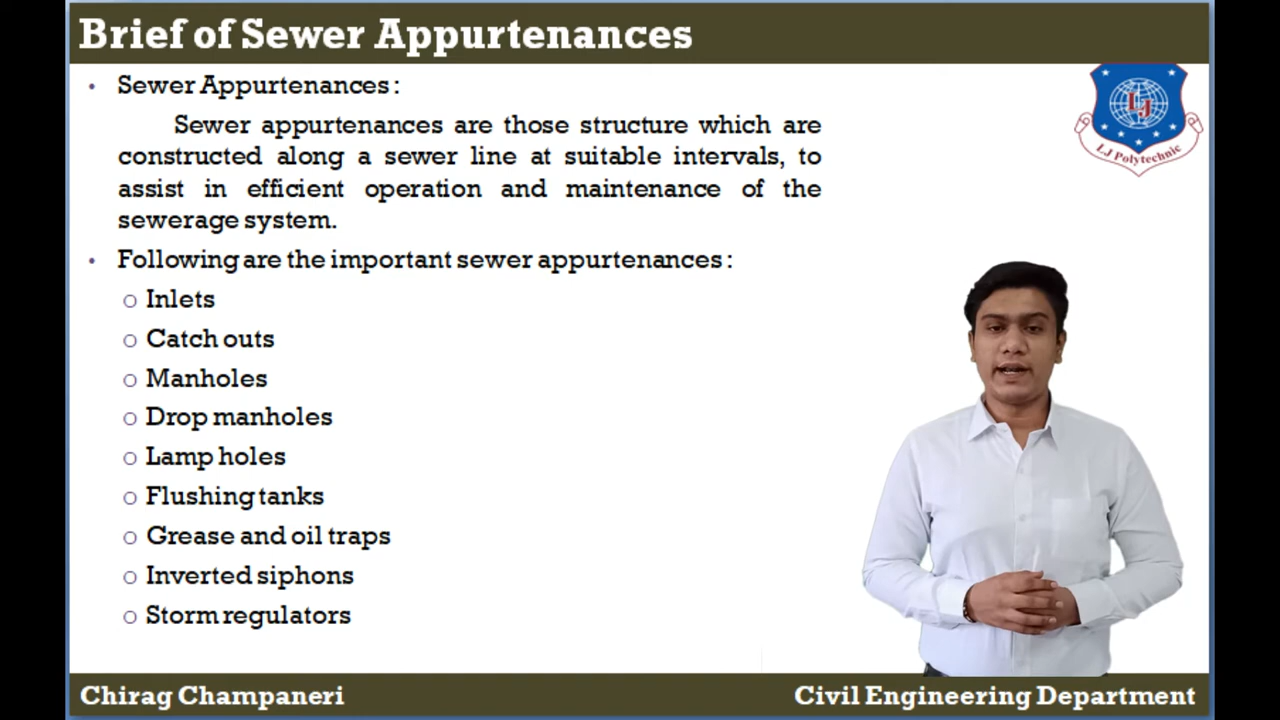 Brief of Sewer Appurtenances
• Sewer Appurtenances :
Sewer appurtenances are those structure which are
constructed along a sewer line at suitable intervals, to
assist in efficient operation and maintenance of the
sewerage system.
• Following are the important sewer appurtenances :
o Inlets
o Catch outs
o Manholes
o Drop manholes
o Lamp holes
o Flushing tanks
o Grease and oil traps
o Inverted siphons
o Storm regulators
LJ
LJ Polytechnic
Chirag Champaneri
Civil Engineering Department